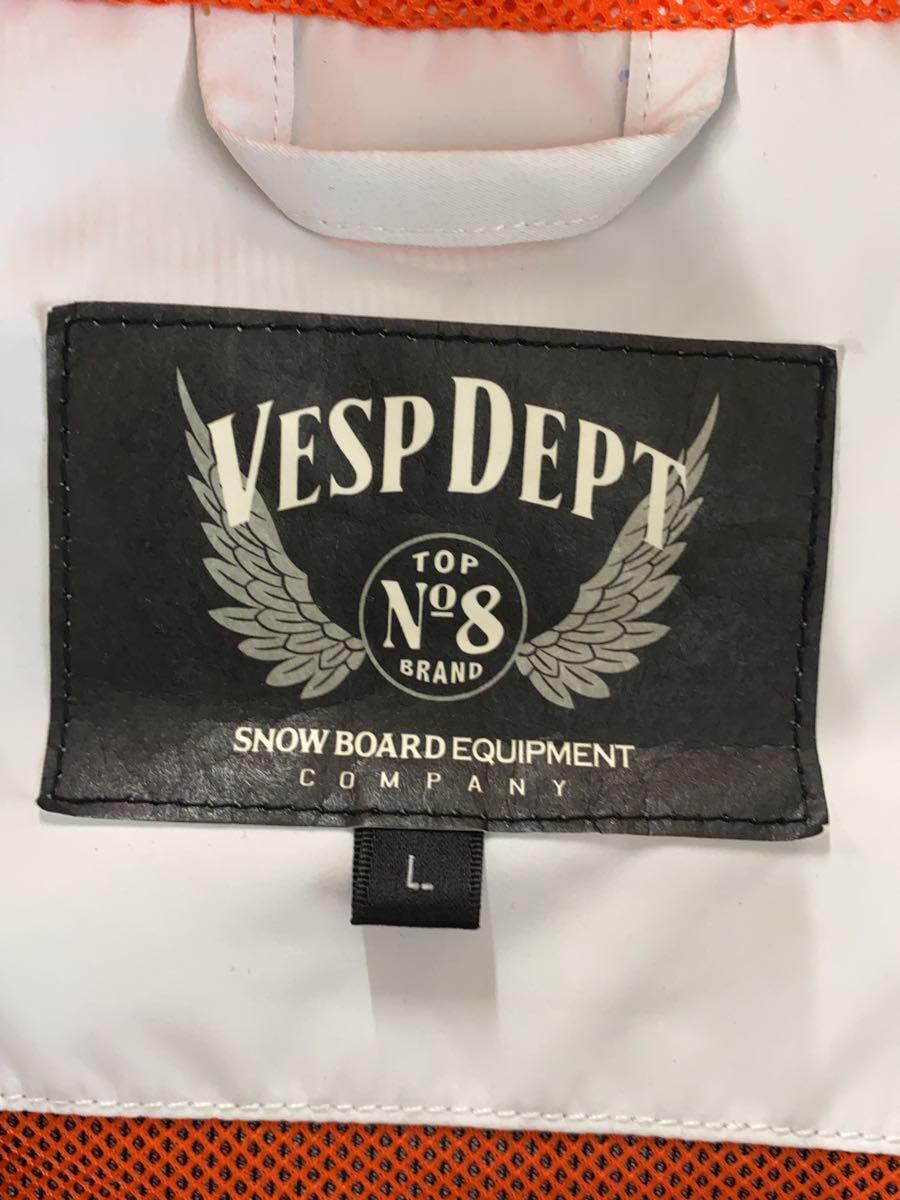 VESP DEPT
TOP
Nº8
BRAND
SNOW BOARD EQUIPMENT
COMPANY
L